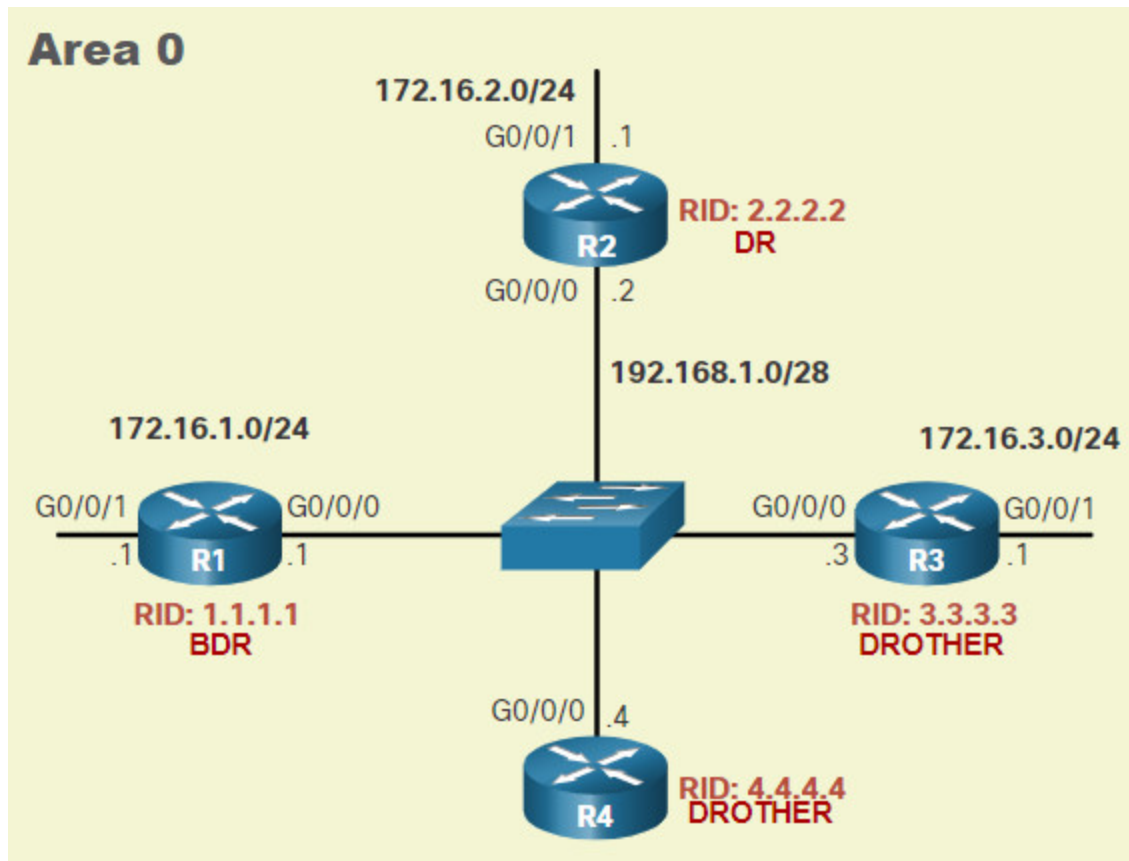 Area 0
172.16.2.0/24
G0/0/1 .1
R2
RID: 2.2.2.2
DR
G0/0/0 .2
192.168.1.0/28
172.16.1.0/24
172.16.3.0/24
G0/0/1 G0/0/0
.1 R1 .1
RID: 1.1.1.1
BDR
G0/0/0 G0/0/1
.3 R3 .1
RID: 3.3.3.3
DROTHER
G0/0/0 .4
R4
RID: 4.4.4.4
DROTHER